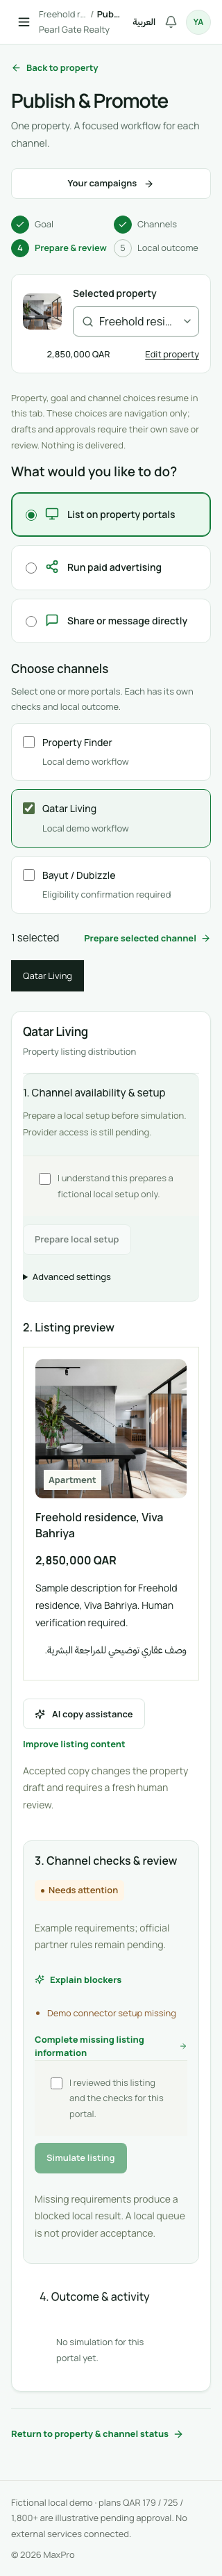 Freehold r... / Pub...
Pearl Gate Realty
العربية
YA
Back to property
Publish & Promote
One property. A focused workflow for each
channel.
Your campaigns
Goal
Channels
4 Prepare & review
5 Local outcome
Selected property
Freehold resi...
2,850,000 QAR
Edit property
Property, goal and channel choices resume in
this tab. These choices are navigation only;
drafts and approvals require their own save or
review. Nothing is delivered.
What would you like to do?
List on property portals
Run paid advertising
Share or message directly
Choose channels
Select one or more portals. Each has its own
checks and local outcome.
Property Finder
Local demo workflow
Qatar Living
Local demo workflow
Bayut / Dubizzle
Eligibility confirmation required
1 selected
Prepare selected channel
Qatar Living
Qatar Living
Property listing distribution
1. Channel availability & setup
Prepare a local setup before simulation.
Provider access is still pending.
I understand this prepares a
fictional local setup only.
Prepare local setup
Advanced settings
2. Listing preview
Apartment
Freehold residence, Viva
Bahriya
2,850,000 QAR
Sample description for Freehold
residence, Viva Bahriya. Human
verification required.
وصف عقاري توضيحي للمراجعة البشرية.
AI copy assistance
Improve listing content
Accepted copy changes the property
draft and requires a fresh human
review.
3. Channel checks & review
Needs attention
Example requirements; official
partner rules remain pending.
Explain blockers
Demo connector setup missing
Complete missing listing
information
I reviewed this listing
and the checks for this
portal.
Simulate listing
Missing requirements produce a
blocked local result. A local queue
is not provider acceptance.
4. Outcome & activity
No simulation for this
portal yet.
Return to property & channel status
Fictional local demo · plans QAR 179 / 725 /
1,800+ are illustrative pending approval. No
external services connected.
© 2026 MaxPro